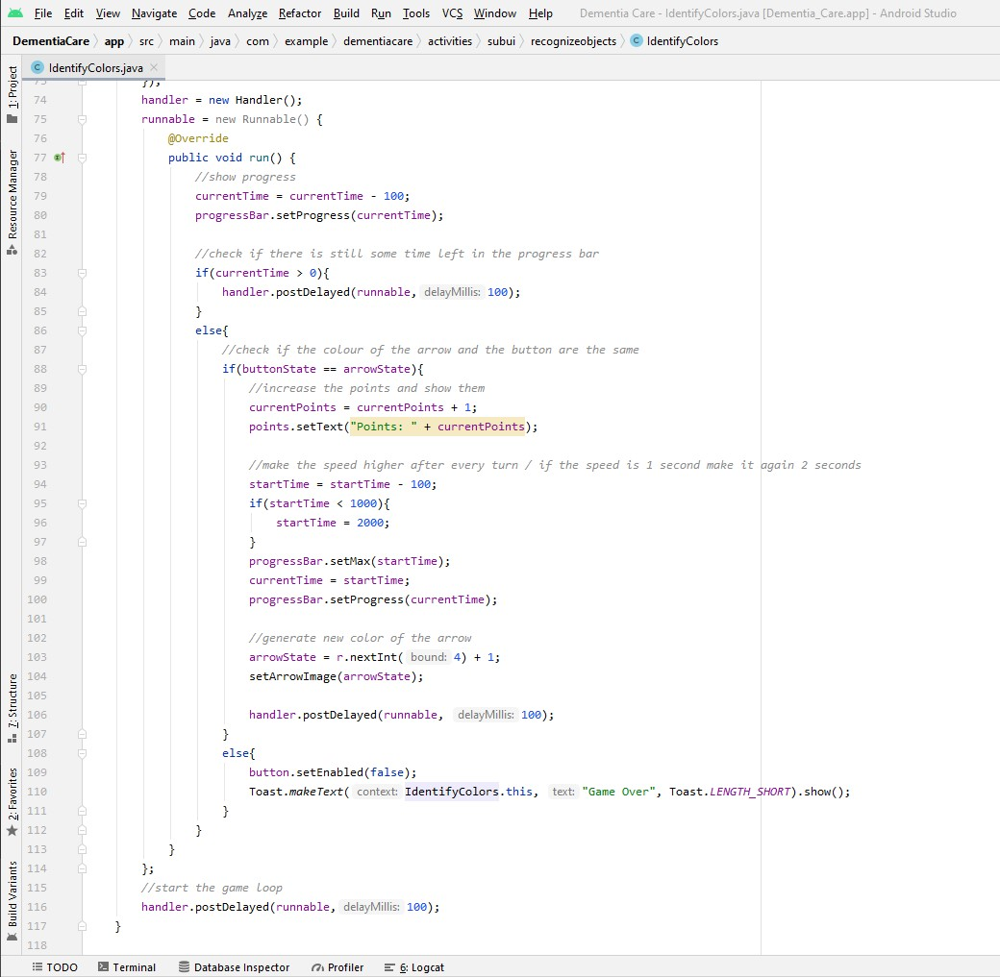 File Edit View Navigate Code Analyze Refactor Build Run Tools VCS Window Help Dementia Care - IdentifyColors.java [Dementia_Care.app] - Android Studio
DementiaCare app src main java com example dementiacare activities subui recognizeobjects IdentifyColors
IdentifyColors.java
1: Project
Resource Manager
7: Structure
2: Favorites
Build Variants
73 });
74 handler = new Handler();
75 runnable = new Runnable() {
76 @Override
77 public void run() {
78 //show progress
79 currentTime = currentTime - 100;
80 progressBar.setProgress(currentTime);
81
82 //check if there is still some time left in the progress bar
83 if(currentTime > 0){
84 handler.postDelayed(runnable, delayMillis: 100);
85 }
86 else{
87 //check if the colour of the arrow and the button are the same
88 if(buttonState == arrowState){
89 //increase the points and show them
90 currentPoints = currentPoints + 1;
91 points.setText("Points: " + currentPoints);
92
93 //make the speed higher after every turn / if the speed is 1 second make it again 2 seconds
94 startTime = startTime - 100;
95 if(startTime < 1000){
96 startTime = 2000;
97 }
98 progressBar.setMax(startTime);
99 currentTime = startTime;
100 progressBar.setProgress(currentTime);
101
102 //generate new color of the arrow
103 arrowState = r.nextInt( bound: 4) + 1;
104 setArrowImage(arrowState);
105
106 handler.postDelayed(runnable, delayMillis: 100);
107 }
108 else{
109 button.setEnabled(false);
110 Toast.makeText( context: IdentifyColors.this, text: "Game Over", Toast.LENGTH_SHORT).show();
111 }
112 }
113 }
114 };
115 //start the game loop
116 handler.postDelayed(runnable, delayMillis: 100);
117 }
118
TODO Terminal Database Inspector Profiler 6: Logcat